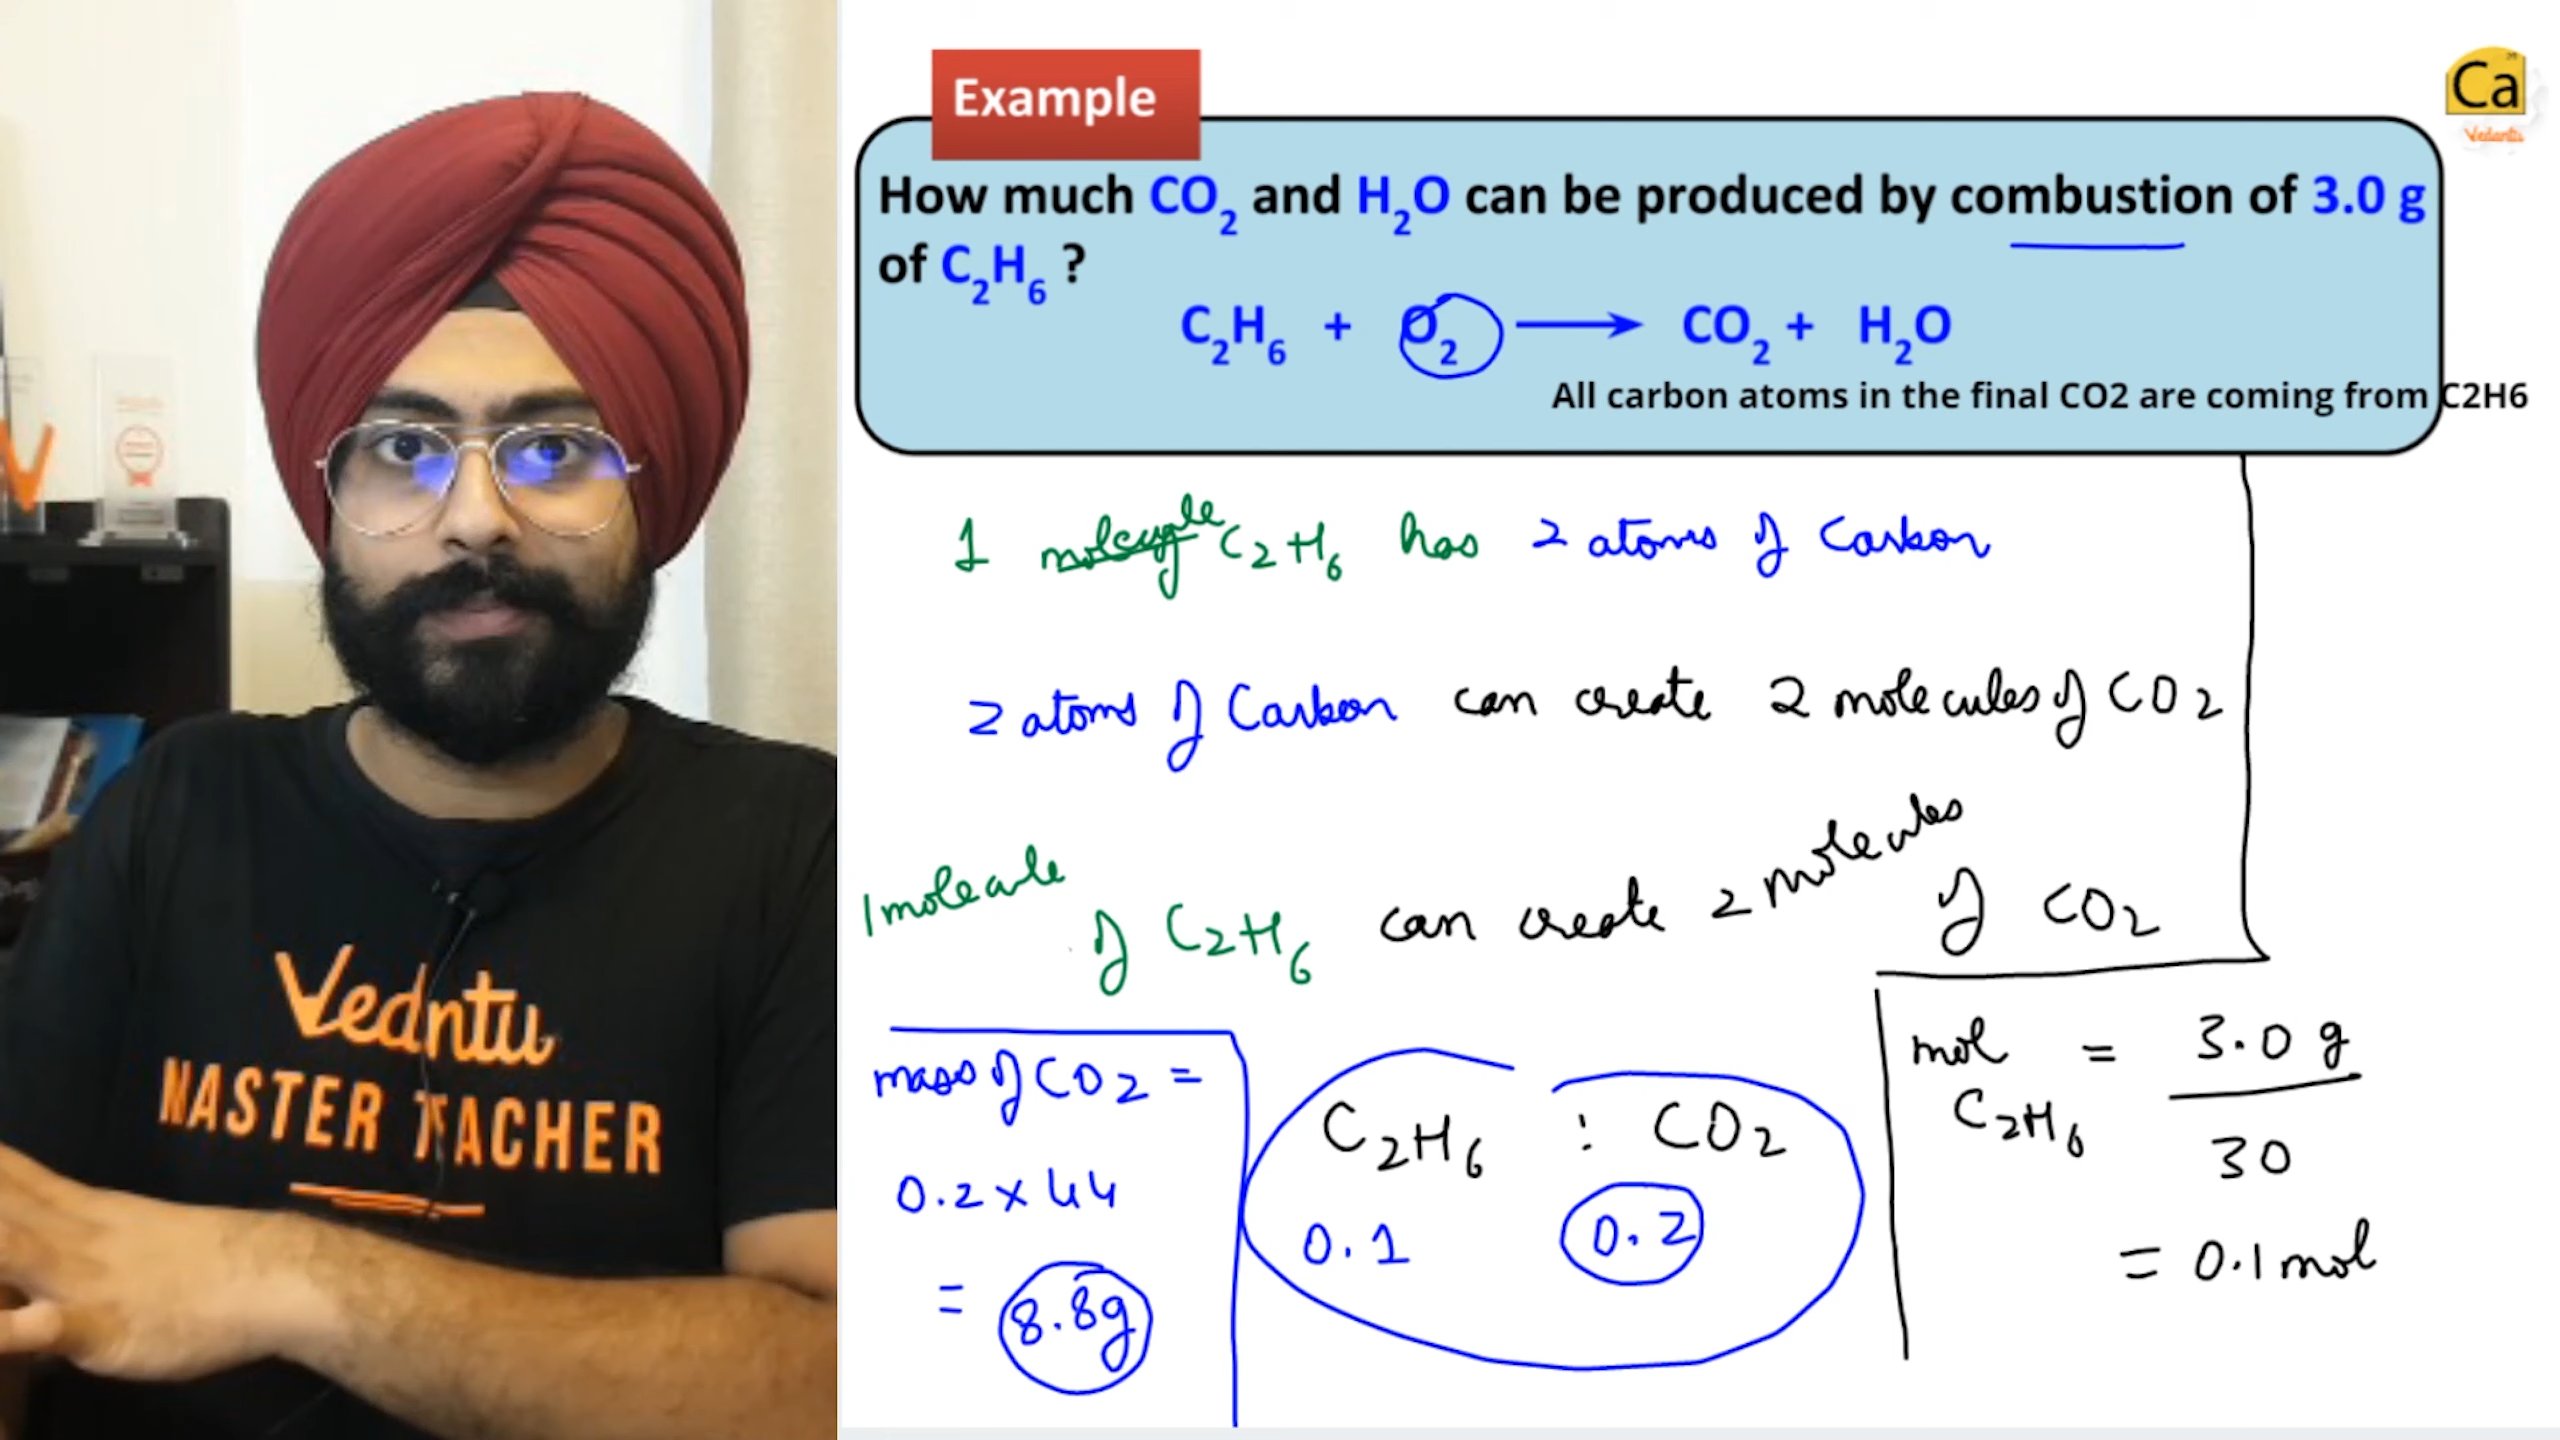 Example
Ca
Vedantu
How much CO₂ and H₂O can be produced by combustion of 3.0 g
of C₂H₆ ?
C₂H₆ + O₂ ⟶ CO₂ + H₂O
All carbon atoms in the final CO2 are coming from C2H6
1 molecule C₂H₆ has 2 atoms of Carbon
2 atoms of Carbon can create 2 molecules of CO₂
1 molecule of C₂H₆ can create 2 molecules
of CO₂
mass of CO₂ =
0.2 × 44
= 8.8g
C₂H₆ : CO₂
0.1 0.2
mol C₂H₆ = 3.0 g / 30
= 0.1 mol
Vedantu
MASTER TEACHER